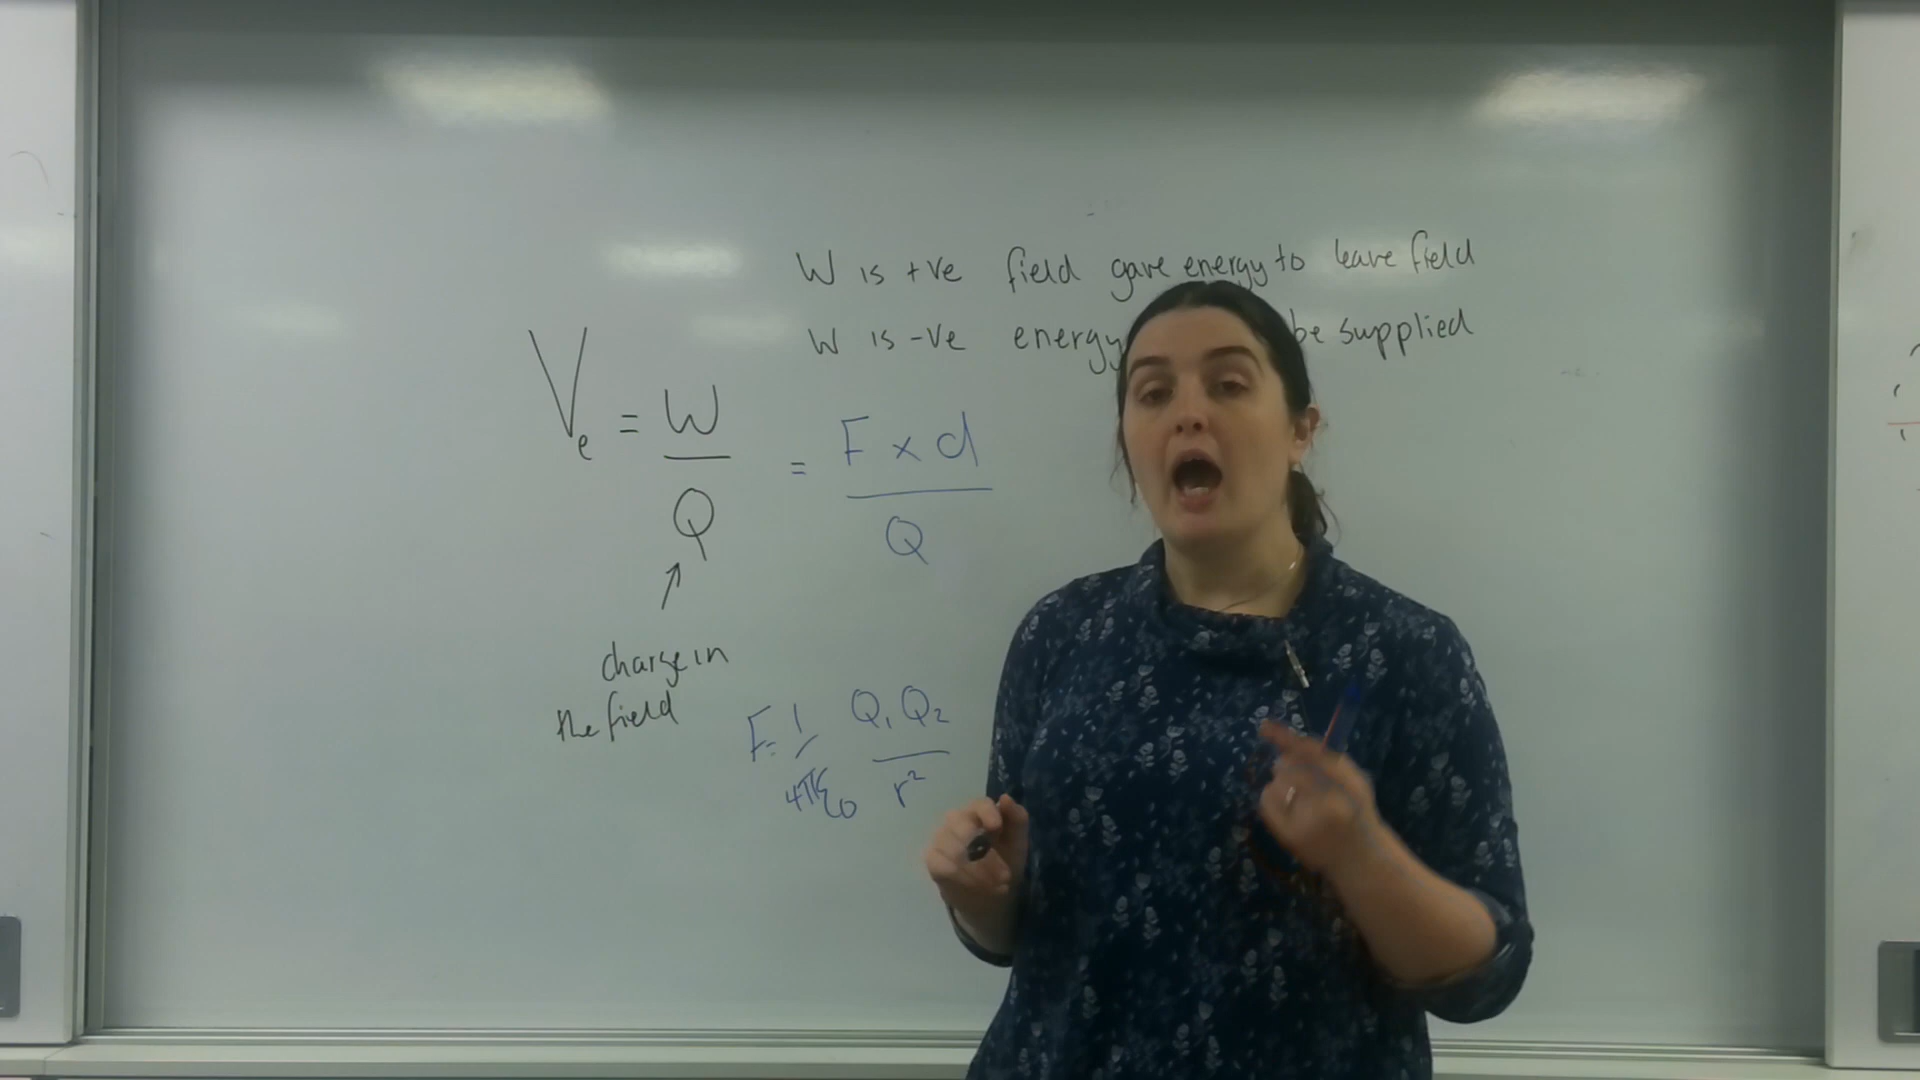 W is +ve field gave energy to leave field
W is -ve energy be supplied
Ve = W/Q = F x d/Q
charge in
the field
F = 1/4πε0 Q1Q2/r²